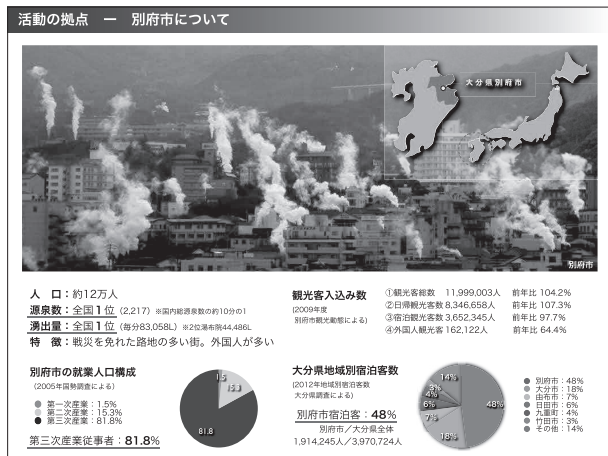 活動の拠点　ー　別府市について
大分県別府市
別府市
人　口：約12万人
源泉数：全国1位（2,217）※国内総源泉数の約10分の1
湧出量：全国1位（毎分83,058L）※2位湯布院44,486L
特　徴：戦災を免れた路地の多い街。外国人が多い
観光客入込み数
(2009年度
別府市観光動態による)
①観光客総数　11,999,003人　前年比 104.2%
②日帰観光客数 8,346,658人　前年比 107.3%
③宿泊観光客数 3,652,345人　前年比 97.7%
④外国人観光客 162,122人　前年比 64.4%
別府市の就業人口構成
（2005年国勢調査による）
第一次産業：1.5%
第二次産業：15.3%
第三次産業：81.8%
第三次産業従事者：81.8%
1.5
15.3
81.8
大分県地域別宿泊客数
(2012年地域別宿泊客数
大分県調査による)
別府市宿泊客：48%
別府市／大分県全体
1,914,245人／3,970,724人
14%
3%
4%
6%
7%
18%
48%
別府市：48%
大分市：18%
由布市：7%
日田市：6%
九重町：4%
竹田市：3%
その他：14%